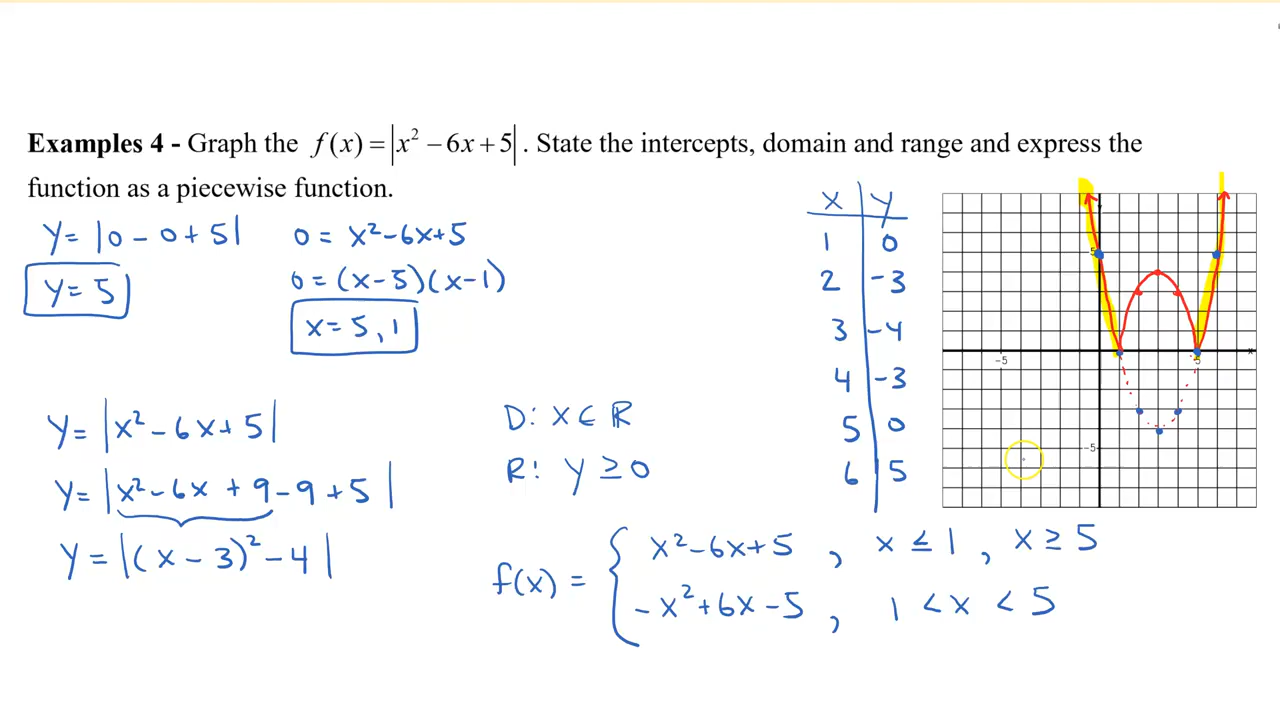 Examples 4 - Graph the f(x) = |x² − 6x + 5| . State the intercepts, domain and range and express the
function as a piecewise function.
y = |0 - 0 + 5|
y = 5
0 = x² - 6x + 5
0 = (x - 5)(x - 1)
x = 5, 1
y = |x² - 6x + 5|
y = |x² - 6x + 9 - 9 + 5|
y = |(x - 3)² - 4|
D: x ∈ ℝ
R: y ≥ 0
x y
1 0
2 -3
3 -4
4 -3
5 0
6 5
5
-5 5 x
-5
f(x) = { x² - 6x + 5 , x ≤ 1 , x ≥ 5
-x² + 6x - 5 , 1 < x < 5